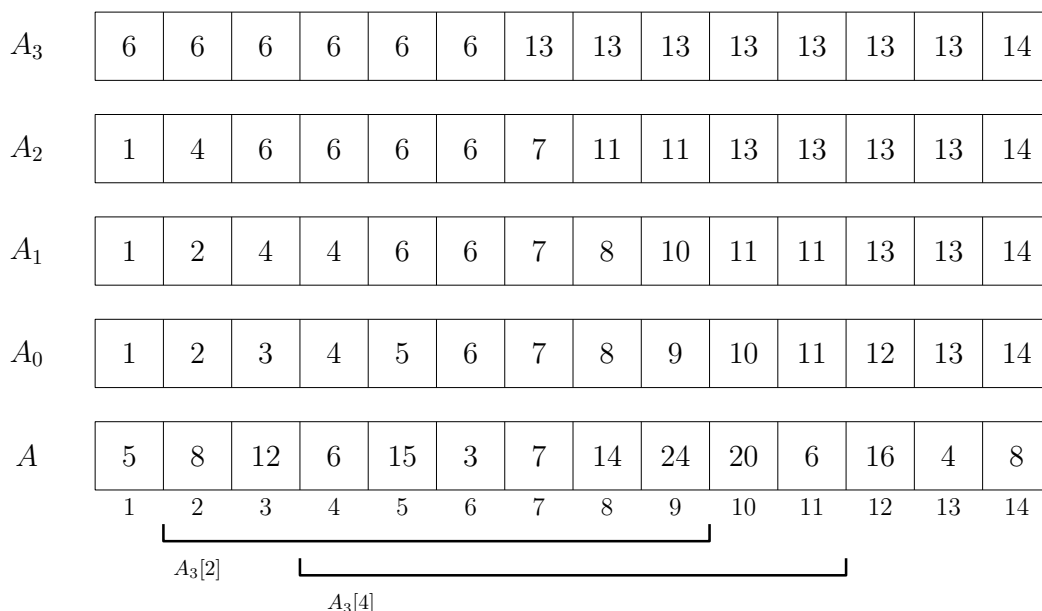 A₃ 6 6 6 6 6 6 13 13 13 13 13 13 13 14
A₂ 1 4 6 6 6 6 7 11 11 13 13 13 13 14
A₁ 1 2 4 4 6 6 7 8 10 11 11 13 13 14
A₀ 1 2 3 4 5 6 7 8 9 10 11 12 13 14
A 5 8 12 6 15 3 7 14 24 20 6 16 4 8
1 2 3 4 5 6 7 8 9 10 11 12 13 14
A₃[2]
A₃[4]